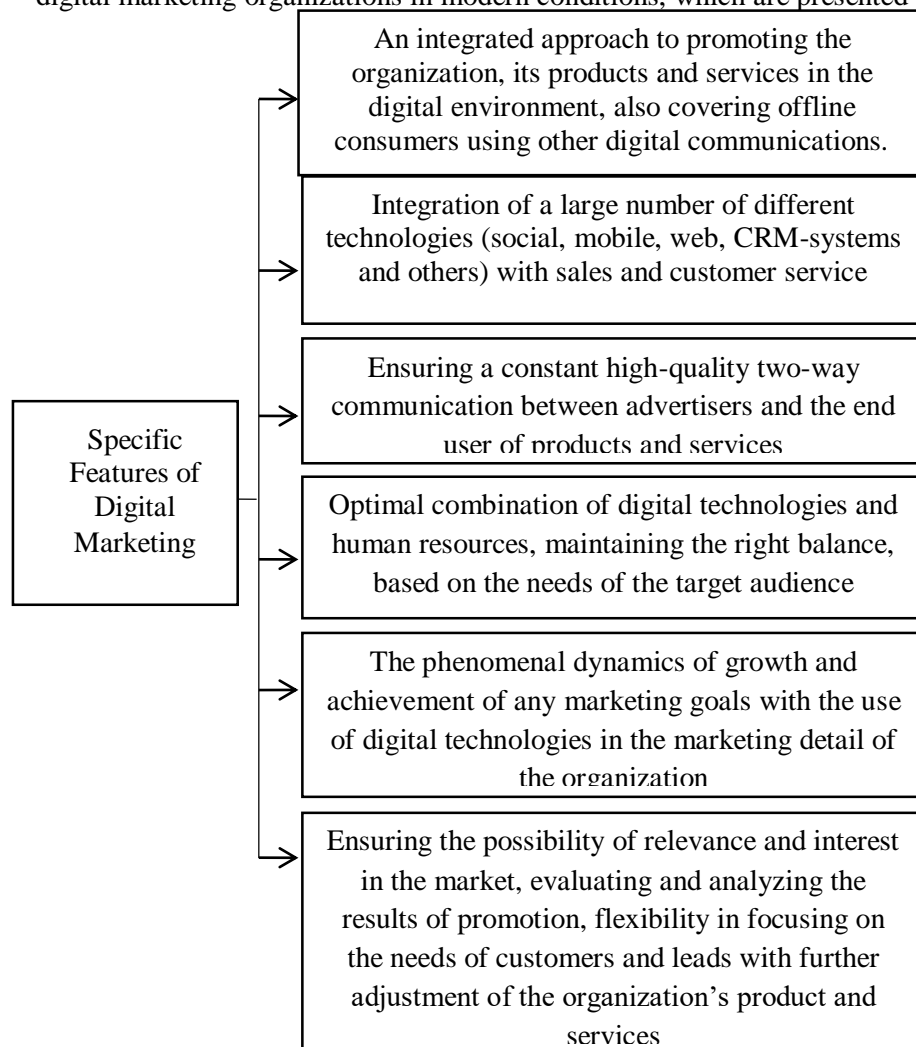 digital marketing organizations in modern conditions, which are presented
An integrated approach to promoting the
organization, its products and services in the
digital environment, also covering offline
consumers using other digital communications.
Integration of a large number of different
technologies (social, mobile, web, CRM-systems
and others) with sales and customer service
Ensuring a constant high-quality two-way
communication between advertisers and the end
user of products and services
Specific
Features of
Digital
Marketing
Optimal combination of digital technologies and
human resources, maintaining the right balance,
based on the needs of the target audience
The phenomenal dynamics of growth and
achievement of any marketing goals with the use
of digital technologies in the marketing detail of
the organization
Ensuring the possibility of relevance and interest
in the market, evaluating and analyzing the
results of promotion, flexibility in focusing on
the needs of customers and leads with further
adjustment of the organization’s product and
services